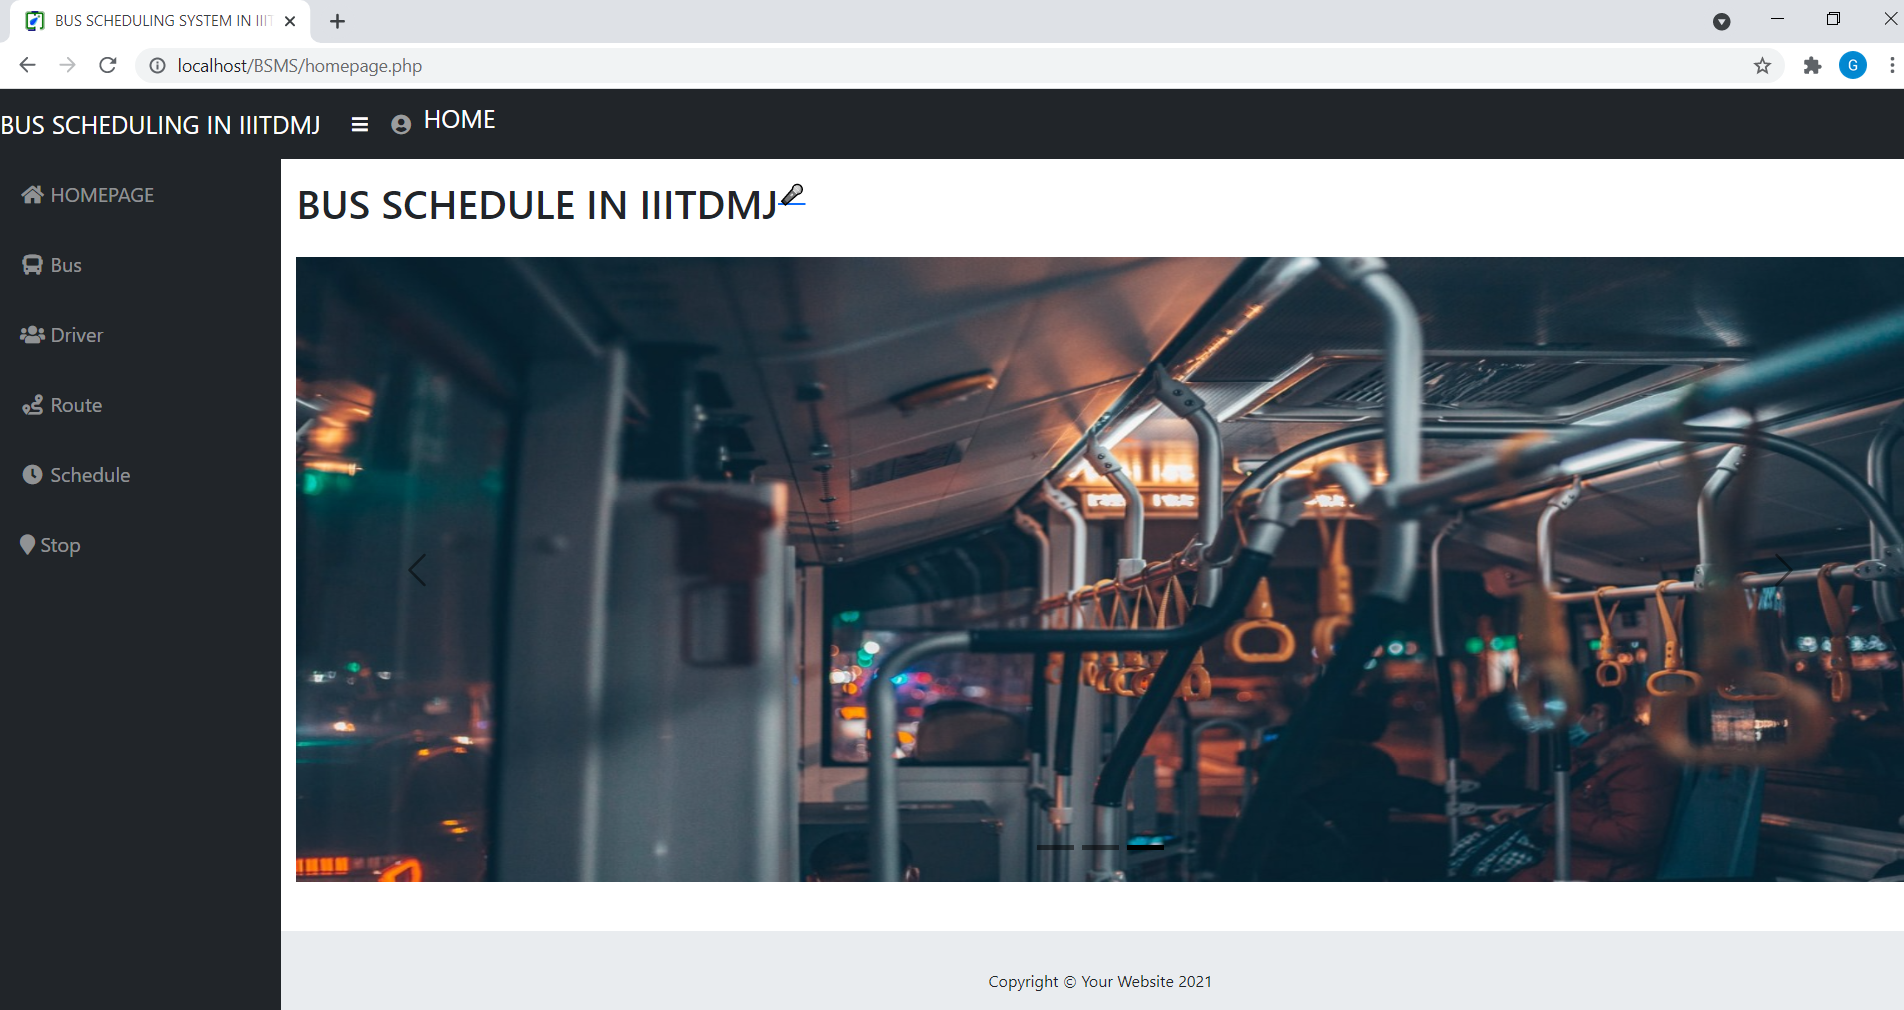 BUS SCHEDULING SYSTEM IN IIIT
localhost/BSMS/homepage.php
G
BUS SCHEDULING IN IIITDMJ
HOME
HOMEPAGE
Bus
Driver
Route
Schedule
Stop
BUS SCHEDULE IN IIITDMJ
Copyright © Your Website 2021